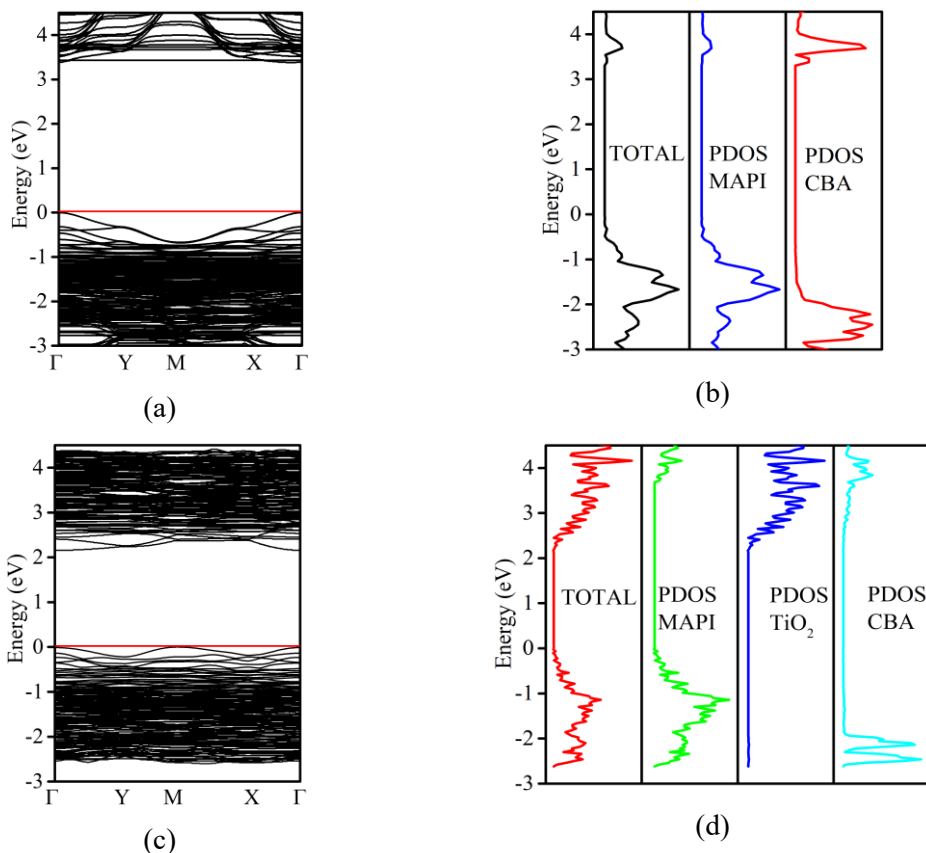 4
3
2
1
0
-1
-2
-3
Energy (eV)
Γ Y M X Γ
(a)
4
3
2
1
0
-1
-2
-3
Energy (eV)
TOTAL
PDOS
MAPI
PDOS
CBA
(b)
4
3
2
1
0
-1
-2
-3
Energy (eV)
Γ Y M X Γ
(c)
4
3
2
1
0
-1
-2
-3
Energy (eV)
TOTAL
PDOS
MAPI
PDOS
TiO₂
PDOS
CBA
(d)